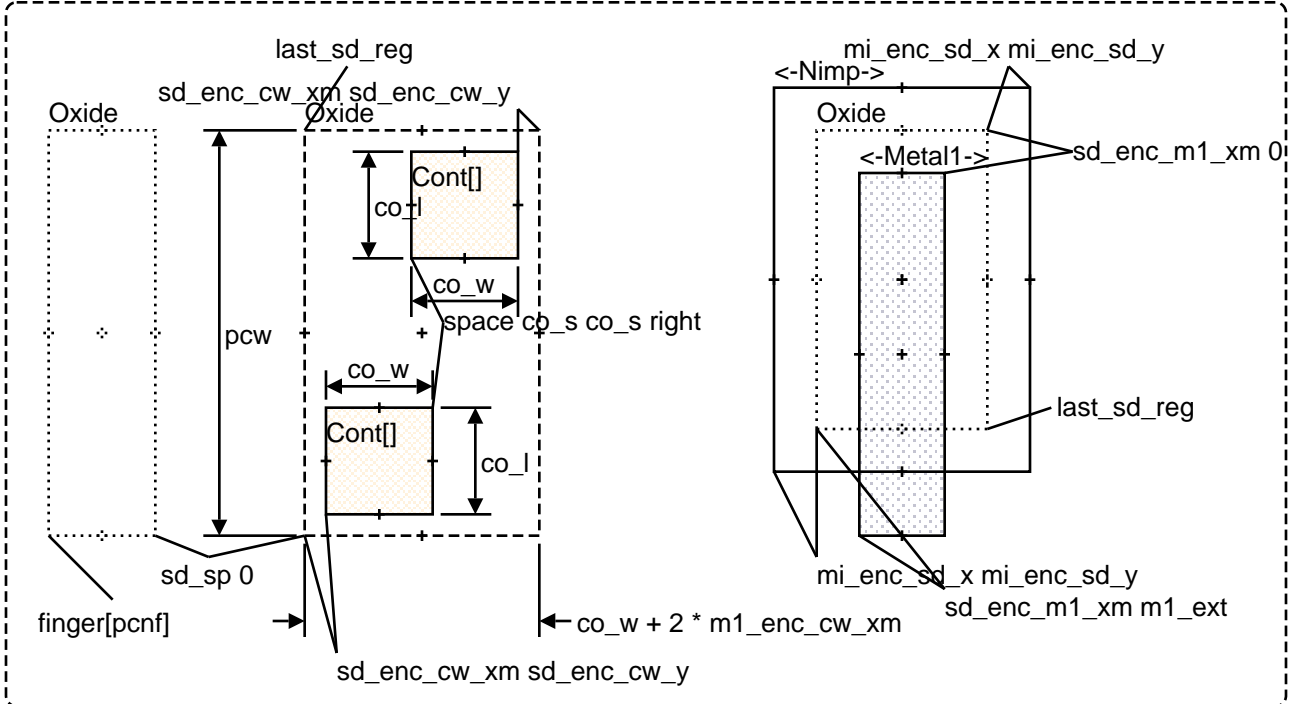 last_sd_reg
mi_enc_sd_x mi_enc_sd_y
<-Nimp->
sd_enc_cw_xm sd_enc_cw_y
Oxide
Oxide
Oxide
<-Metal1->
sd_enc_m1_xm 0
Cont[]
co_l
co_w
space co_s co_s right
pcw
co_w
last_sd_reg
Cont[]
co_l
sd_sp 0
mi_enc_sd_x mi_enc_sd_y
sd_enc_m1_xm m1_ext
finger[pcnf]
co_w + 2 * m1_enc_cw_xm
sd_enc_cw_xm sd_enc_cw_y